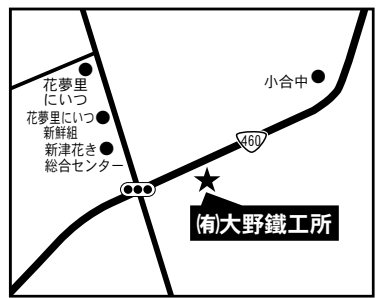 花夢里
にいつ
花夢里にいつ
新鮮組
新津花き
総合センター
小合中
460
㈲大野鐵工所